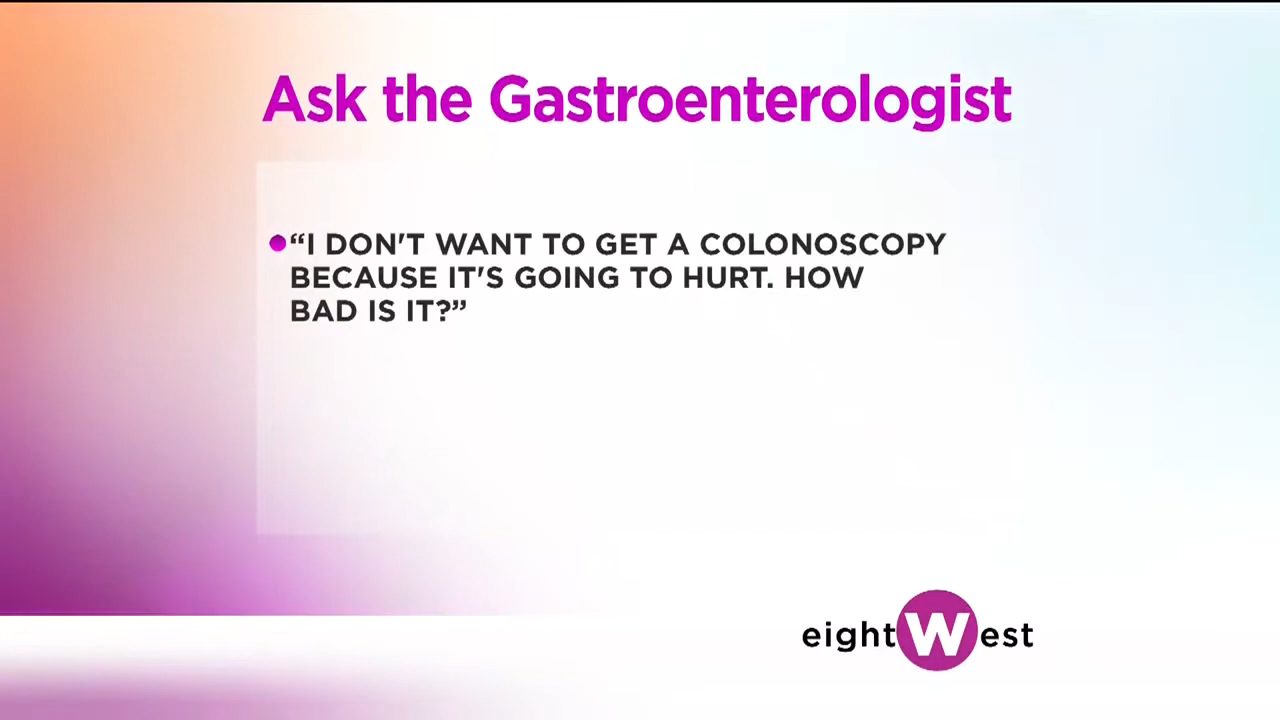 Ask the Gastroenterologist
•“I DON'T WANT TO GET A COLONOSCOPY
BECAUSE IT'S GOING TO HURT. HOW
BAD IS IT?”
eightWest